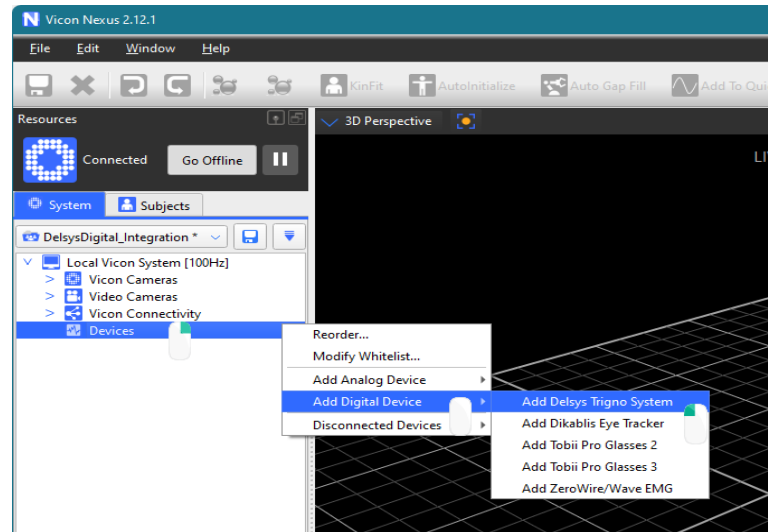 Vicon Nexus 2.12.1
File Edit Window Help
KinFit AutoInitialize Auto Gap Fill Add To Qui
Resources
3D Perspective
Connected Go Offline
LI
System Subjects
DelsysDigital_Integration *
Local Vicon System [100Hz]
Vicon Cameras
Video Cameras
Vicon Connectivity
Devices
Reorder...
Modify Whitelist...
Add Analog Device
Add Digital Device
Disconnected Devices
Add Delsys Trigno System
Add Dikablis Eye Tracker
Add Tobii Pro Glasses 2
Add Tobii Pro Glasses 3
Add ZeroWire/Wave EMG